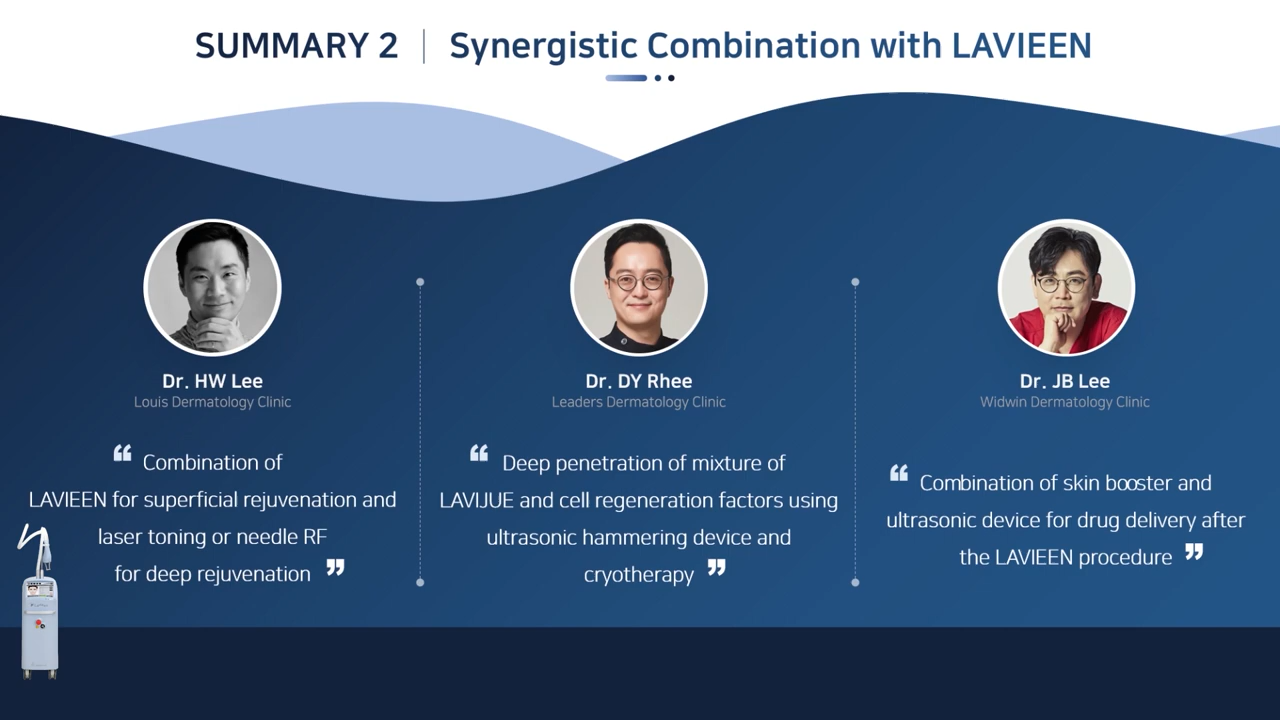 SUMMARY 2 | Synergistic Combination with LAVIEEN
Dr. HW Lee
Louis Dermatology Clinic
“ Combination of
LAVIEEN for superficial rejuvenation and
laser toning or needle RF
for deep rejuvenation ”
Dr. DY Rhee
Leaders Dermatology Clinic
“ Deep penetration of mixture of
LAVIJUE and cell regeneration factors using
ultrasonic hammering device and
cryotherapy ”
Dr. JB Lee
Widwin Dermatology Clinic
“ Combination of skin booster and
ultrasonic device for drug delivery after
the LAVIEEN procedure ”